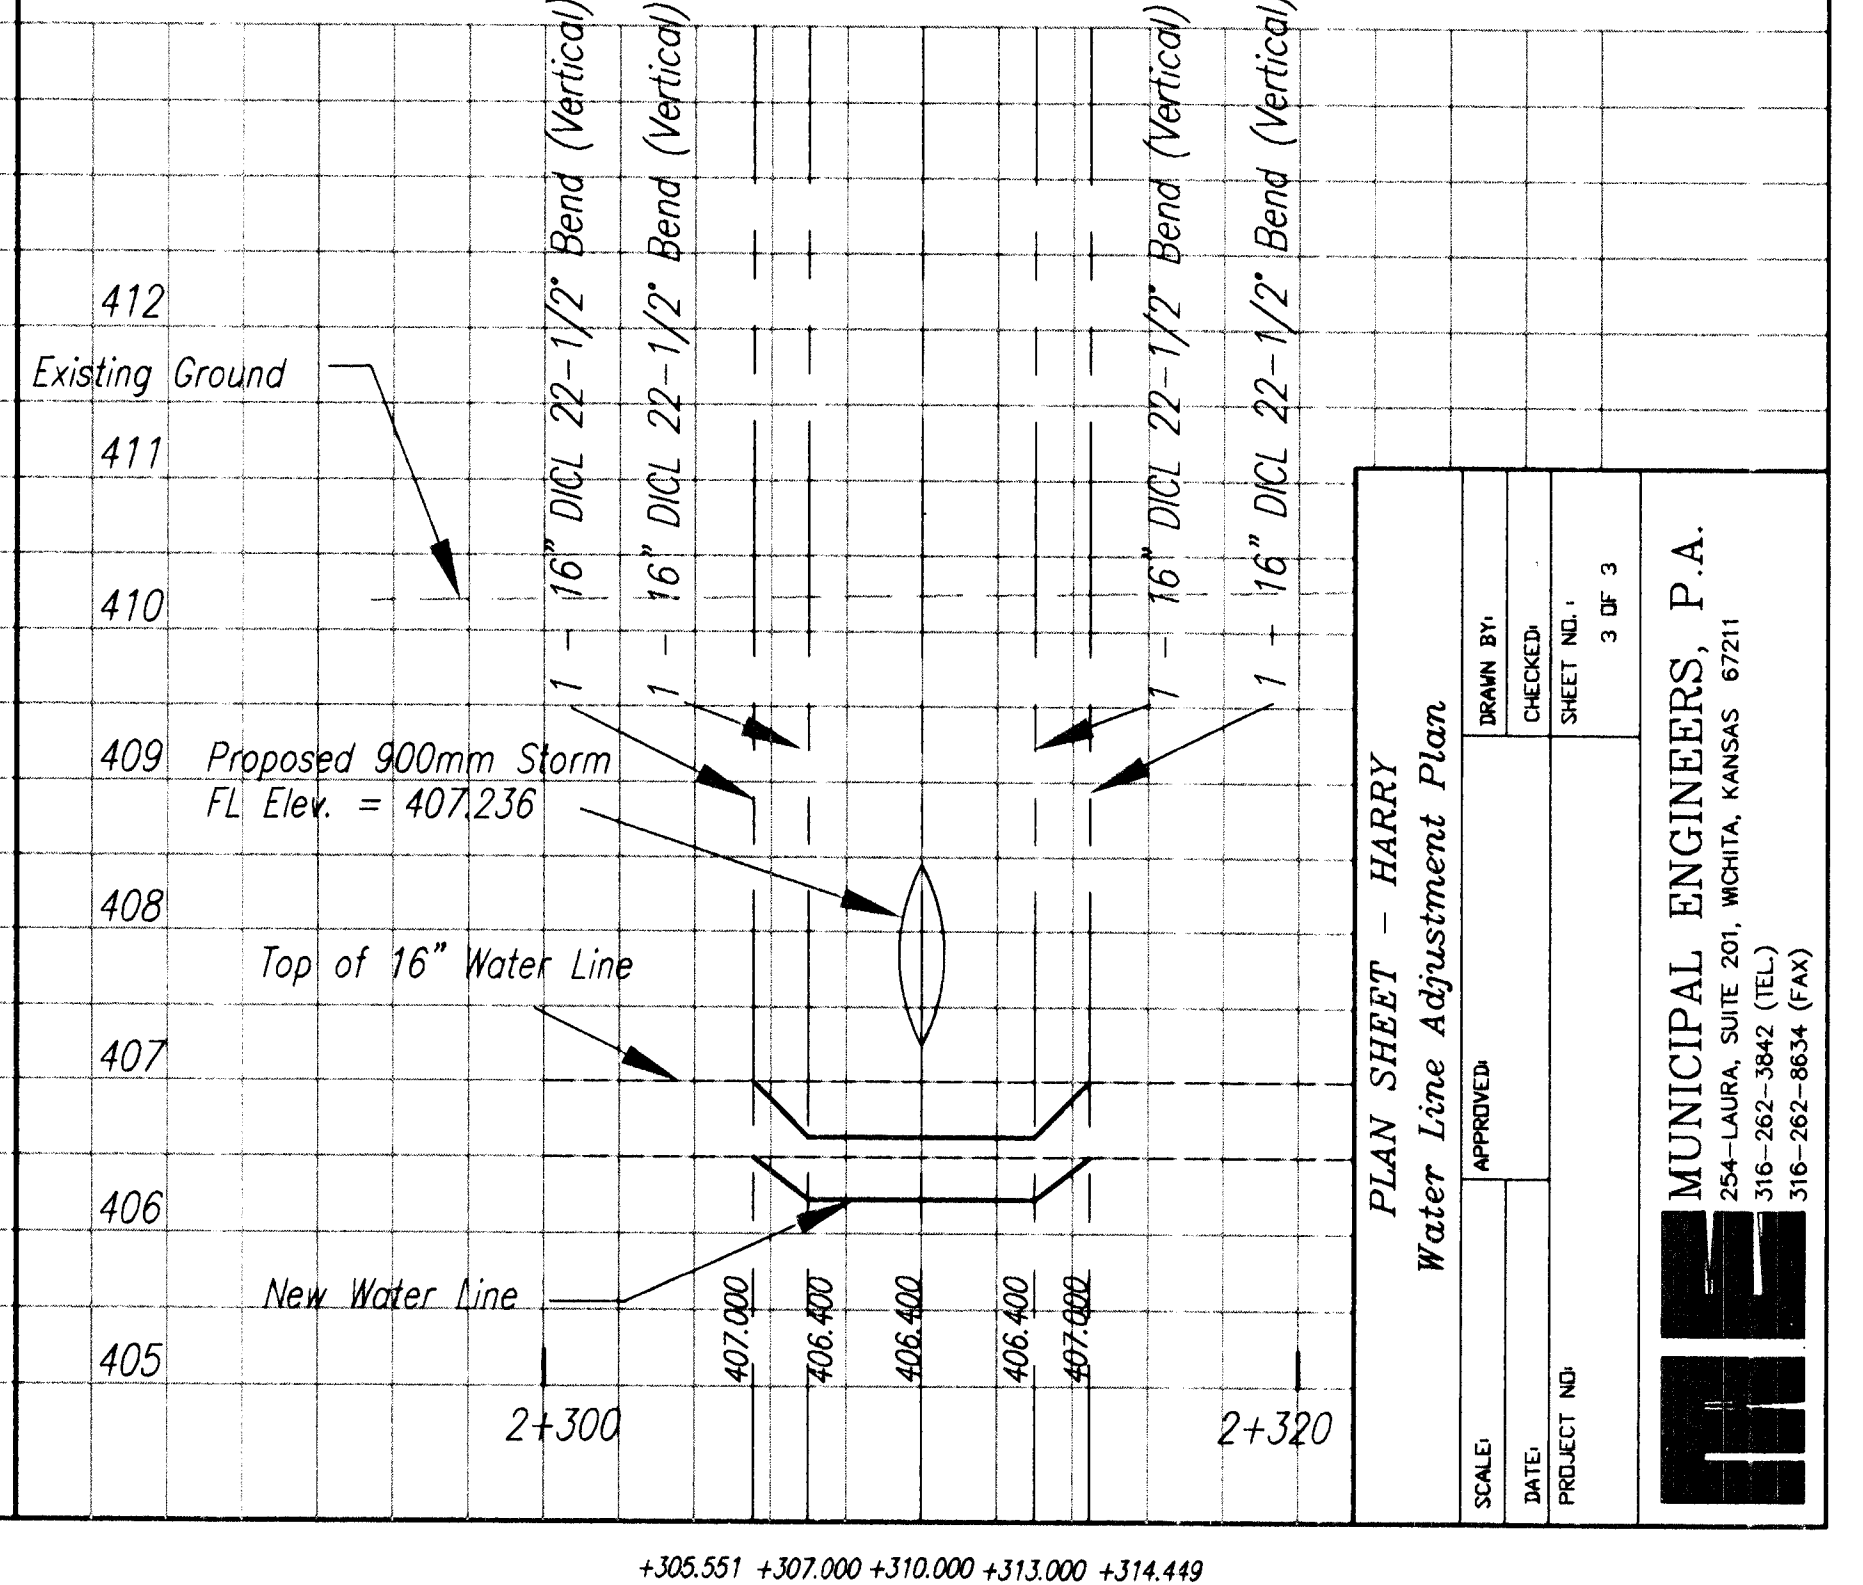 1 - 16" DICL 22-1/2° Bend (Vertical)
1 - 16" DICL 22-1/2° Bend (Vertical)
1 - 16" DICL 22-1/2° Bend (Vertical)
1 - 16" DICL 22-1/2° Bend (Vertical)
412
Existing Ground
411
410
409
Proposed 900mm Storm
FL Elev. = 407.236
408
Top of 16" Water Line
407
406
New Water Line
405
407.000
406.400
406.400
406.400
407.000
2+300
2+320
+305.551 +307.000 +310.000 +313.000 +314.449
PLAN SHEET - HARRY
Water Line Adjustment Plan
SCALE:
DATE:
PROJECT NO:
APPROVED:
DRAWN BY:
CHECKED:
SHEET NO.:
3 OF 3
MUNICIPAL ENGINEERS, P.A.
254-LAURA, SUITE 201, WICHITA, KANSAS 67211
316-262-3842 (TEL.)
316-262-8634 (FAX)